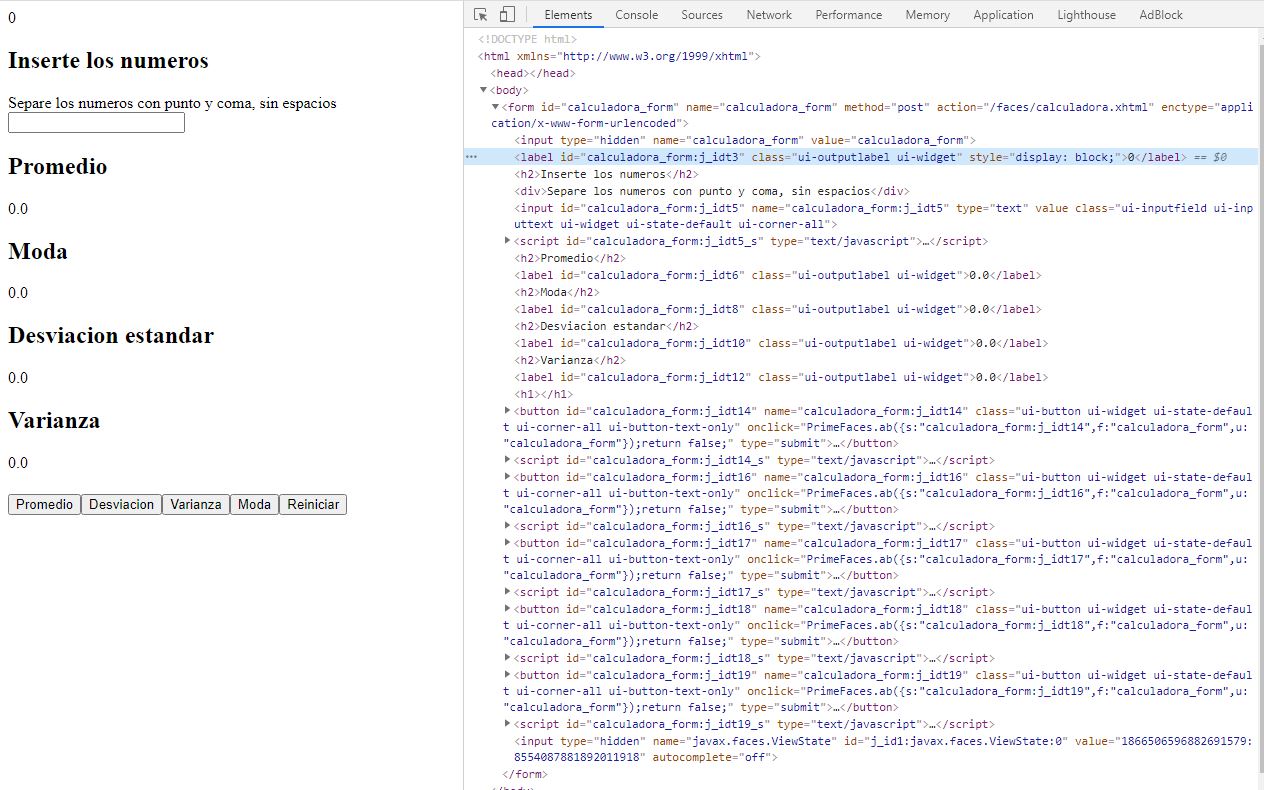 0
Inserte los numeros
Separe los numeros con punto y coma, sin espacios
Promedio
0.0
Moda
0.0
Desviacion estandar
0.0
Varianza
0.0
Promedio Desviacion Varianza Moda Reiniciar
Elements Console Sources Network Performance Memory Application Lighthouse AdBlock
<!DOCTYPE html>
<html xmlns="http://www.w3.org/1999/xhtml">
<head></head>
<body>
<form id="calculadora_form" name="calculadora_form" method="post" action="/faces/calculadora.xhtml" enctype="appli
cation/x-www-form-urlencoded">
<input type="hidden" name="calculadora_form" value="calculadora_form">
<label id="calculadora_form:j_idt3" class="ui-outputlabel ui-widget" style="display: block;">0</label> == $0
<h2>Inserte los numeros</h2>
<div>Separe los numeros con punto y coma, sin espacios</div>
<input id="calculadora_form:j_idt5" name="calculadora_form:j_idt5" type="text" value class="ui-inputfield ui-inp
uttext ui-widget ui-state-default ui-corner-all">
<script id="calculadora_form:j_idt5_s" type="text/javascript">…</script>
<h2>Promedio</h2>
<label id="calculadora_form:j_idt6" class="ui-outputlabel ui-widget">0.0</label>
<h2>Moda</h2>
<label id="calculadora_form:j_idt8" class="ui-outputlabel ui-widget">0.0</label>
<h2>Desviacion estandar</h2>
<label id="calculadora_form:j_idt10" class="ui-outputlabel ui-widget">0.0</label>
<h2>Varianza</h2>
<label id="calculadora_form:j_idt12" class="ui-outputlabel ui-widget">0.0</label>
<h1></h1>
<button id="calculadora_form:j_idt14" name="calculadora_form:j_idt14" class="ui-button ui-widget ui-state-defaul
t ui-corner-all ui-button-text-only" onclick="PrimeFaces.ab({s:"calculadora_form:j_idt14",f:"calculadora_form",u:
"calculadora_form"});return false;" type="submit">…</button>
<script id="calculadora_form:j_idt14_s" type="text/javascript">…</script>
<button id="calculadora_form:j_idt16" name="calculadora_form:j_idt16" class="ui-button ui-widget ui-state-defaul
t ui-corner-all ui-button-text-only" onclick="PrimeFaces.ab({s:"calculadora_form:j_idt16",f:"calculadora_form",u:
"calculadora_form"});return false;" type="submit">…</button>
<script id="calculadora_form:j_idt16_s" type="text/javascript">…</script>
<button id="calculadora_form:j_idt17" name="calculadora_form:j_idt17" class="ui-button ui-widget ui-state-defaul
t ui-corner-all ui-button-text-only" onclick="PrimeFaces.ab({s:"calculadora_form:j_idt17",f:"calculadora_form",u:
"calculadora_form"});return false;" type="submit">…</button>
<script id="calculadora_form:j_idt17_s" type="text/javascript">…</script>
<button id="calculadora_form:j_idt18" name="calculadora_form:j_idt18" class="ui-button ui-widget ui-state-defaul
t ui-corner-all ui-button-text-only" onclick="PrimeFaces.ab({s:"calculadora_form:j_idt18",f:"calculadora_form",u:
"calculadora_form"});return false;" type="submit">…</button>
<script id="calculadora_form:j_idt18_s" type="text/javascript">…</script>
<button id="calculadora_form:j_idt19" name="calculadora_form:j_idt19" class="ui-button ui-widget ui-state-defaul
t ui-corner-all ui-button-text-only" onclick="PrimeFaces.ab({s:"calculadora_form:j_idt19",f:"calculadora_form",u:
"calculadora_form"});return false;" type="submit">…</button>
<script id="calculadora_form:j_idt19_s" type="text/javascript">…</script>
<input type="hidden" name="javax.faces.ViewState" id="j_id1:javax.faces.ViewState:0" value="1866506596882691579:
8554087881892011918" autocomplete="off">
</form>
</body>